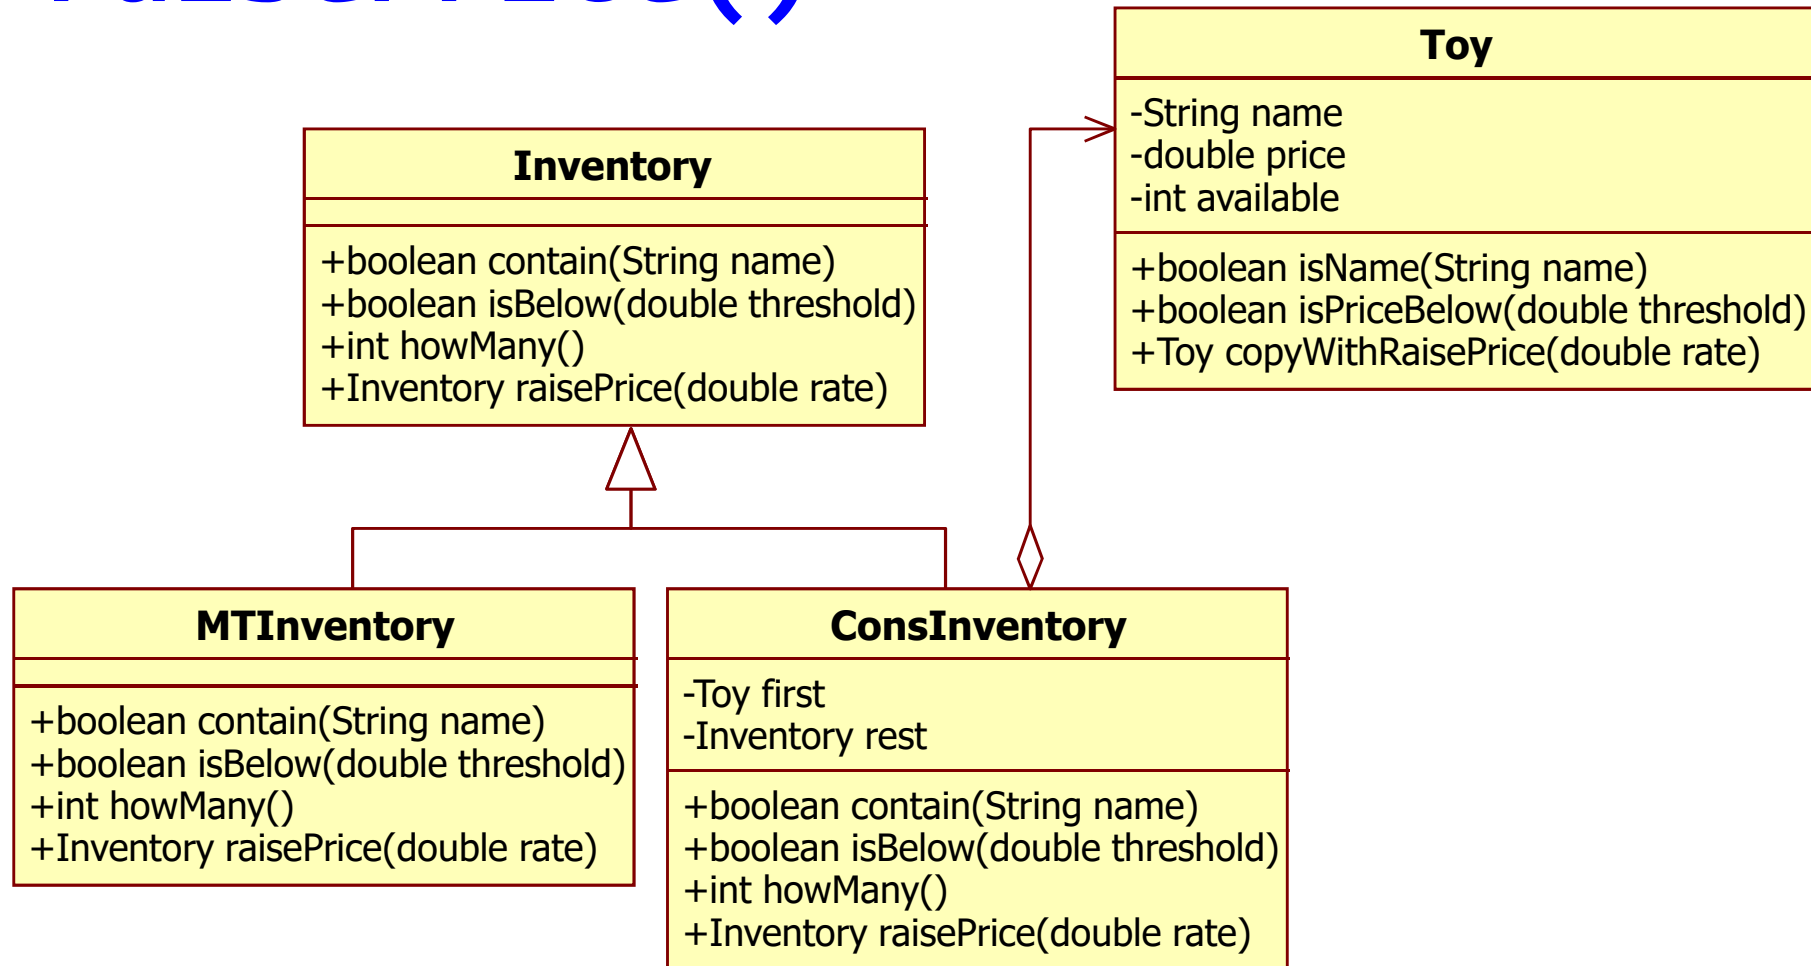 raisePrice()
Toy
-String name
-double price
-int available
+boolean isName(String name)
+boolean isPriceBelow(double threshold)
+Toy copyWithRaisePrice(double rate)
Inventory
+boolean contain(String name)
+boolean isBelow(double threshold)
+int howMany()
+Inventory raisePrice(double rate)
MTInventory
+boolean contain(String name)
+boolean isBelow(double threshold)
+int howMany()
+Inventory raisePrice(double rate)
ConsInventory
-Toy first
-Inventory rest
+boolean contain(String name)
+boolean isBelow(double threshold)
+int howMany()
+Inventory raisePrice(double rate)